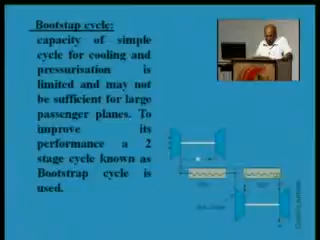 Bootstap cycle:
capacity of simple
cycle for cooling and
pressurisation is
limited and may not
be sufficient for large
passenger planes. To
improve its
performance a 2
stage cycle known as
Bootstrap cycle is
used.